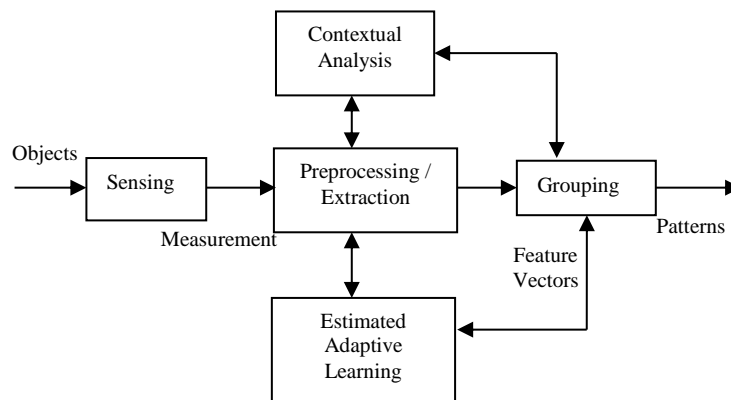 Contextual
Analysis
Objects
Sensing
Measurement
Preprocessing /
Extraction
Grouping
Patterns
Feature
Vectors
Estimated
Adaptive
Learning